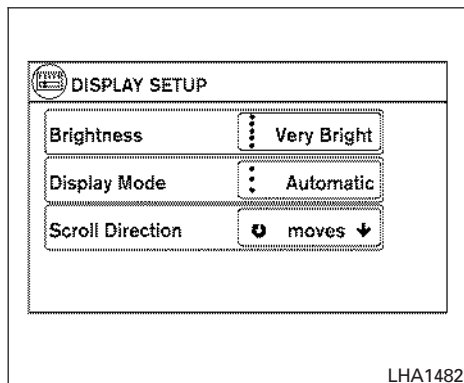 DISPLAY SETUP
Brightness Very Bright
Display Mode Automatic
Scroll Direction moves
LHA1482